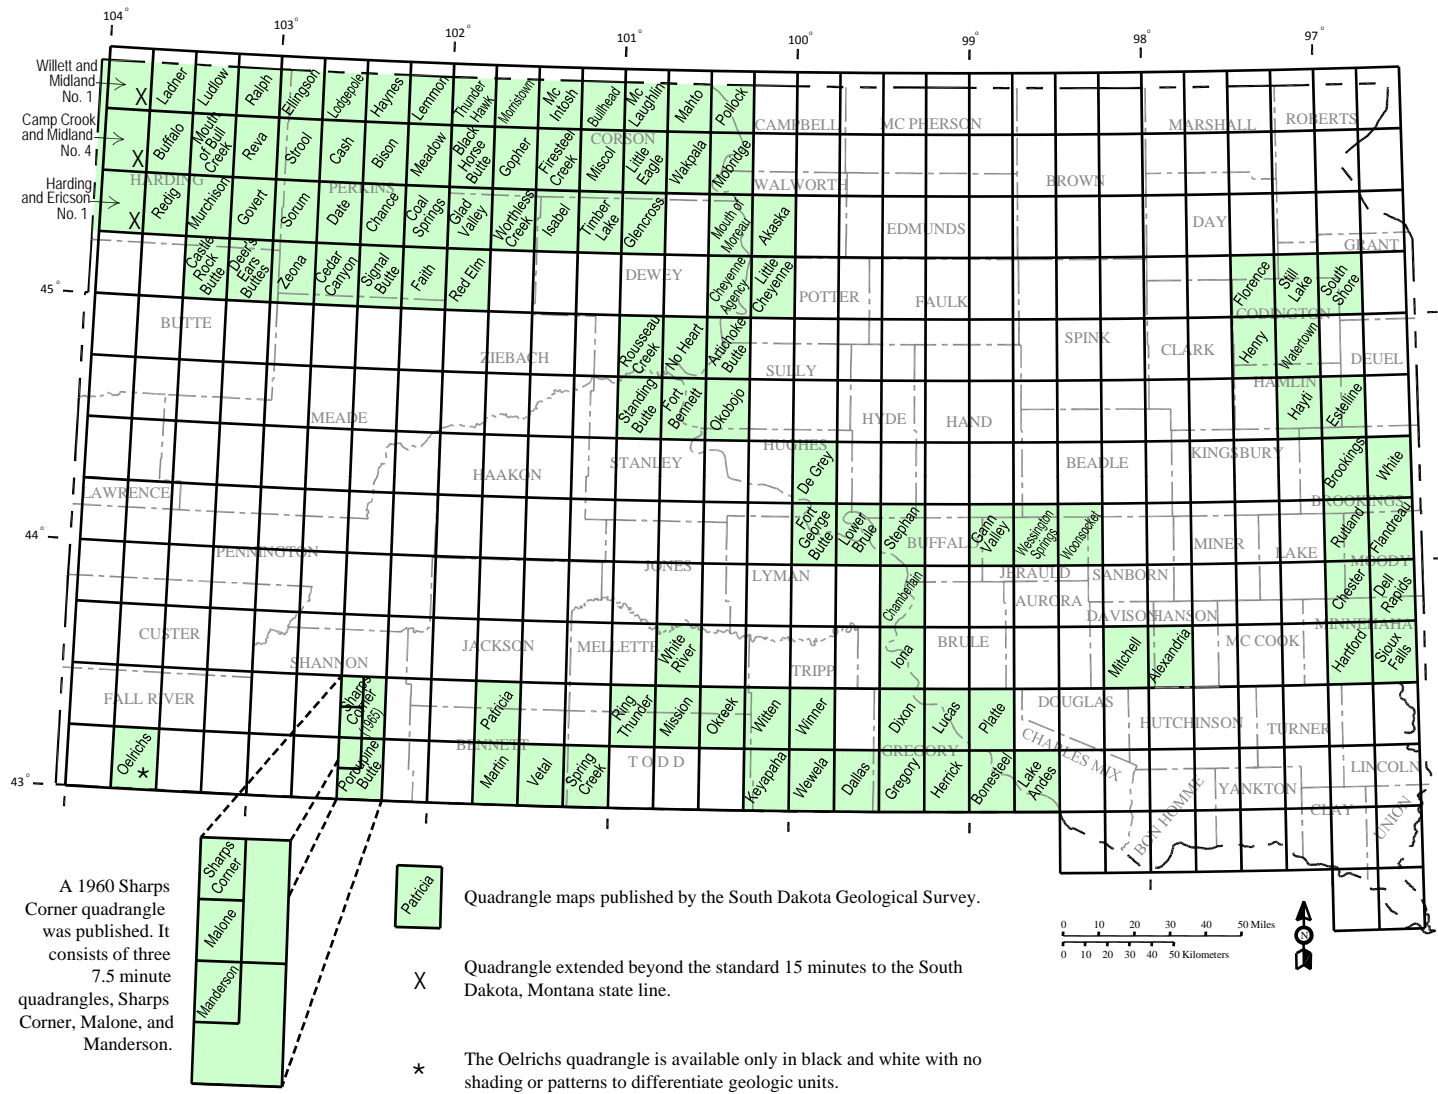 104°
103°
102°
101°
100°
99°
98°
97°
Willett and
Midland
No. 1
X
Ladner
Ludlow
Ralph
Ellingson
Lodgepole
Haynes
Lemmon
Thunder
Hawk
Morristown
Mc
Intosh
Bullhead
Mc
Laughlin
Mahto
Pollock
CAMPBELL
MC PHERSON
MARSHALL
ROBERTS
Camp Crook
and Midland
No. 4
X
Buffalo
Mouth
of Bull
Creek
Reva
Strool
Cash
Bison
Meadow
Black
Horse
Butte
Gopher
Firesteel
Creek
CORSON
Miscol
Little
Eagle
Wakpala
Mobridge
HARDING
PERKINS
WALWORTH
BROWN
Harding
and Ericson
No. 1
X
Redig
Murchison
Govert
Sorum
Date
Chance
Coal
Springs
Glad
Valley
Worthless
Creek
Isabel
Timber
Lake
Glencross
Mouth of
Moreau
Akaska
EDMUNDS
DAY
GRANT
Castle
Rock
Butte
Deer's
Ears
Buttes
Zeona
Cedar
Canyon
Signal
Butte
Faith
Red Elm
DEWEY
Cheyenne
Agency
Little
Cheyenne
POTTER
FAULK
Florence
Still
Lake
South
Shore
45°
CODINGTON
BUTTE
ZIEBACH
Rousseau
Creek
No Heart
Artichoke
Butte
SULLY
SPINK
CLARK
Henry
Watertown
DEUEL
HAMLIN
MEADE
Standing
Butte
Fort
Bennett
Okobojo
HYDE
HAND
Hayti
Estelline
HUGHES
HAAKON
STANLEY
De Grey
BEADLE
KINGSBURY
Brookings
White
LAWRENCE
BROOKINGS
44°
PENNINGTON
Fort
George
Butte
Lower
Brule
Stephan
BUFFALO
Gann
Valley
Wessington
Springs
Woonsocket
MINER
LAKE
Rutland
Flandreau
MOODY
JONES
LYMAN
Chamberlain
JERAULD
SANBORN
AURORA
DAVISON
HANSON
Chester
Dell
Rapids
MINNEHAHA
CUSTER
SHANNON
JACKSON
MELLETTE
White
River
TRIPP
Iona
BRULE
Mitchell
Alexandria
MC COOK
Hartford
Sioux
Falls
FALL RIVER
Sharps
Corner
(1965)
Patricia
Ring
Thunder
Mission
Okreek
Witten
Winner
Dixon
Lucas
Platte
DOUGLAS
HUTCHINSON
TURNER
BENNETT
GREGORY
CHARLES MIX
43°
Oelrichs
*
Porcupine
Butte
Martin
Vetal
Spring
Creek
TODD
Keyapaha
Wewela
Dallas
Gregory
Herrick
Bonesteel
Lake
Andes
BON HOMME
YANKTON
CLAY
LINCOLN
UNION
Sharps
Corner
Malone
Manderson
A 1960 Sharps
Corner quadrangle
was published. It
consists of three
7.5 minute
quadrangles, Sharps
Corner, Malone, and
Manderson.
Patricia
Quadrangle maps published by the South Dakota Geological Survey.
X
Quadrangle extended beyond the standard 15 minutes to the South
Dakota, Montana state line.
*
The Oelrichs quadrangle is available only in black and white with no
shading or patterns to differentiate geologic units.
0 10 20 30 40 50 Miles
0 10 20 30 40 50 Kilometers
N